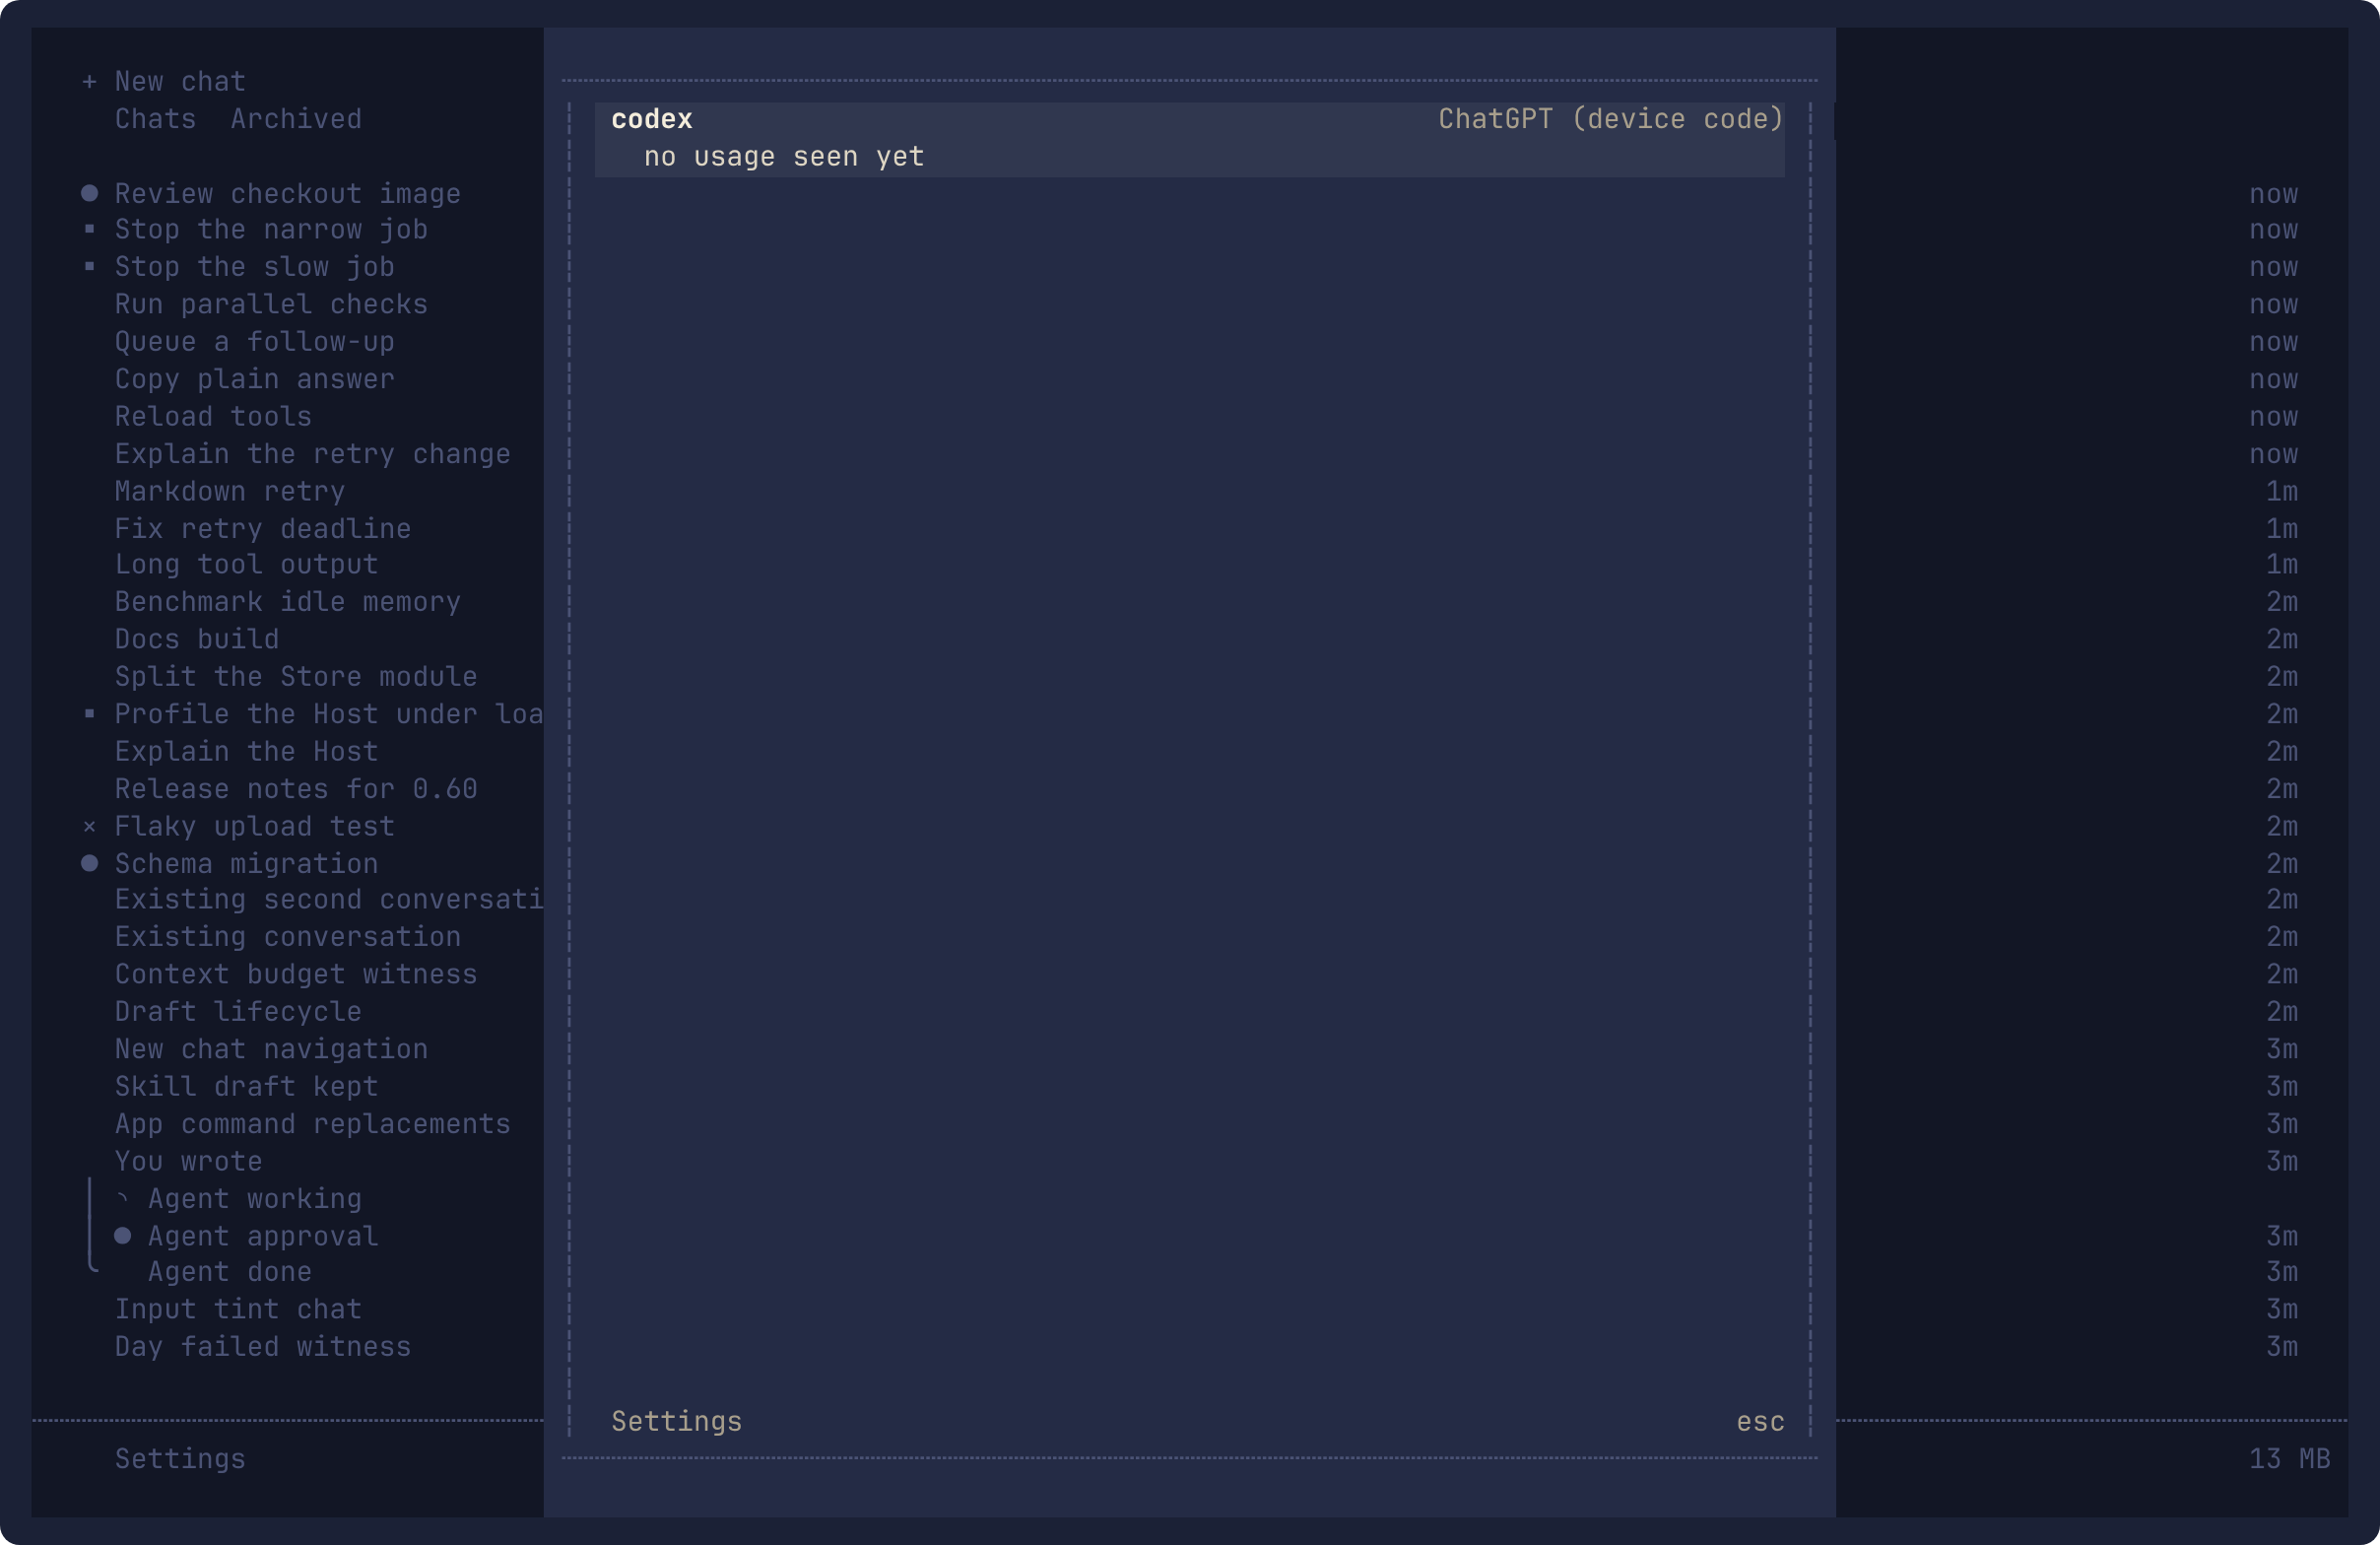 + New chat
Chats  Archived
codex  ChatGPT (device code)
no usage seen yet
Review checkout image  now
Stop the narrow job  now
Stop the slow job  now
Run parallel checks  now
Queue a follow-up  now
Copy plain answer  now
Reload tools  now
Explain the retry change  now
Markdown retry  1m
Fix retry deadline  1m
Long tool output  1m
Benchmark idle memory  2m
Docs build  2m
Split the Store module  2m
Profile the Host under loa  2m
Explain the Host  2m
Release notes for 0.60  2m
× Flaky upload test  2m
Schema migration  2m
Existing second conversati  2m
Existing conversation  2m
Context budget witness  2m
Draft lifecycle  2m
New chat navigation  3m
Skill draft kept  3m
App command replacements  3m
You wrote  3m
Agent working
Agent approval  3m
Agent done  3m
Input tint chat  3m
Day failed witness  3m
Settings  esc
Settings  13 MB